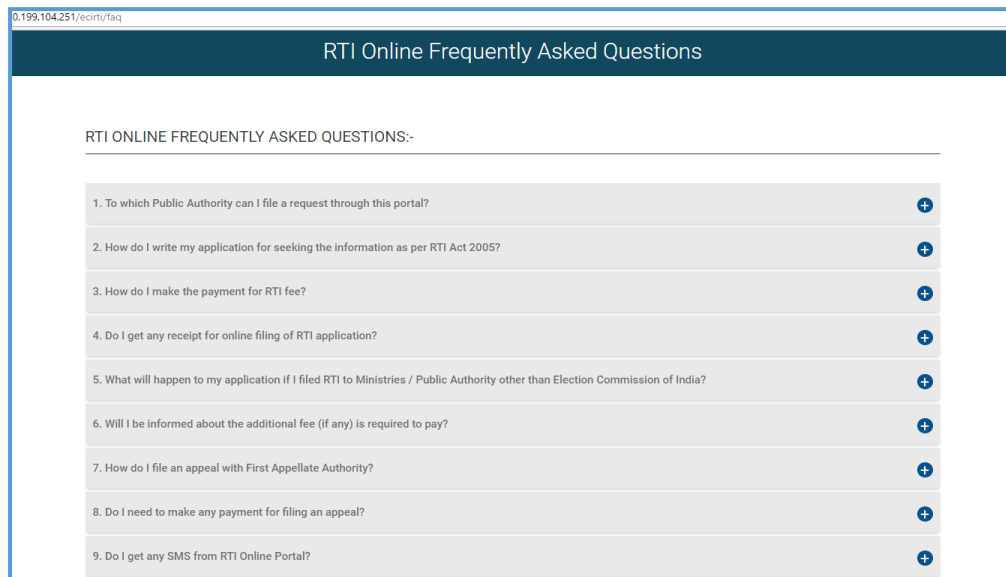 0.199.104.251/ecirti/faq
RTI Online Frequently Asked Questions
RTI ONLINE FREQUENTLY ASKED QUESTIONS:-
1. To which Public Authority can I file a request through this portal?
2. How do I write my application for seeking the information as per RTI Act 2005?
3. How do I make the payment for RTI fee?
4. Do I get any receipt for online filing of RTI application?
5. What will happen to my application if I filed RTI to Ministries / Public Authority other than Election Commission of India?
6. Will I be informed about the additional fee (if any) is required to pay?
7. How do I file an appeal with First Appellate Authority?
8. Do I need to make any payment for filing an appeal?
9. Do I get any SMS from RTI Online Portal?